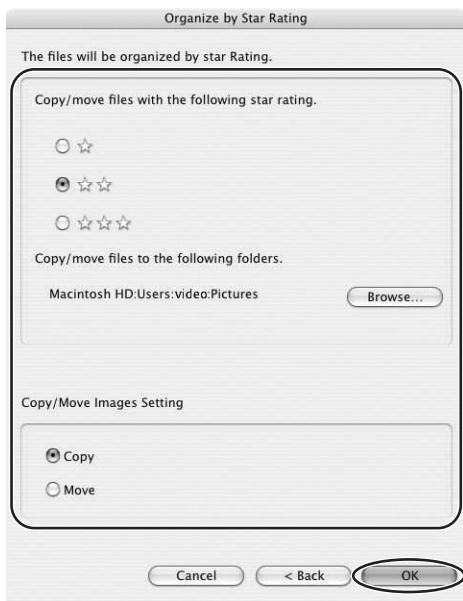 Organize by Star Rating
The files will be organized by star Rating.
Copy/move files with the following star rating.
Copy/move files to the following folders.
Macintosh HD:Users:video:Pictures
Browse...
Copy/Move Images Setting
Copy
Move
Cancel
< Back
OK